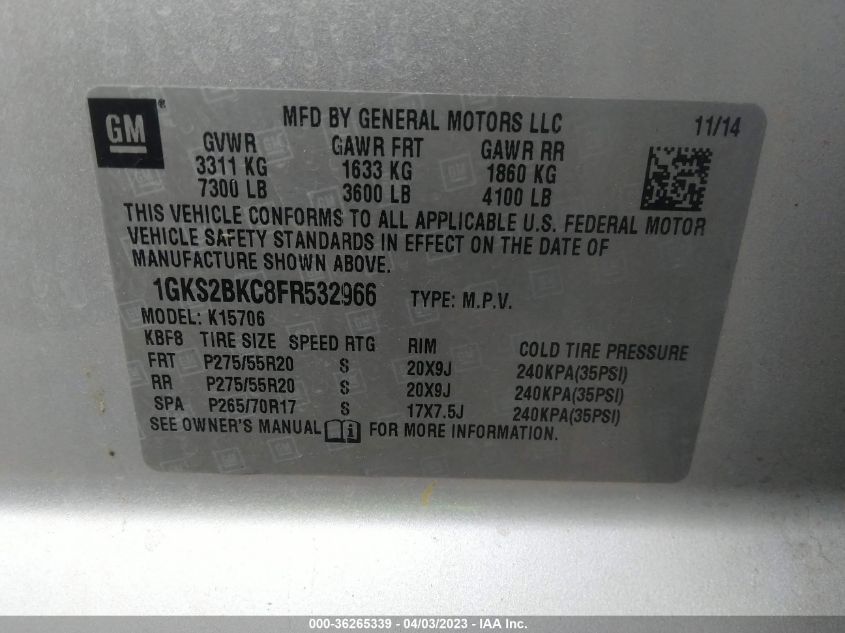 GM ®
MFD BY GENERAL MOTORS LLC 11/14
GVWR GAWR FRT GAWR RR
3311 KG 1633 KG 1860 KG
7300 LB 3600 LB 4100 LB
THIS VEHICLE CONFORMS TO ALL APPLICABLE U.S. FEDERAL MOTOR
VEHICLE SAFETY STANDARDS IN EFFECT ON THE DATE OF
MANUFACTURE SHOWN ABOVE.
1GKS2BKC8FR532966 TYPE: M.P.V.
MODEL: K15706
KBF8 TIRE SIZE SPEED RTG RIM COLD TIRE PRESSURE
FRT P275/55R20 S 20X9J 240KPA(35PSI)
RR P275/55R20 S 20X9J 240KPA(35PSI)
SPA P265/70R17 S 17X7.5J 240KPA(35PSI)
SEE OWNER'S MANUAL FOR MORE INFORMATION.
000-36265339 - 04/03/2023 - IAA Inc.